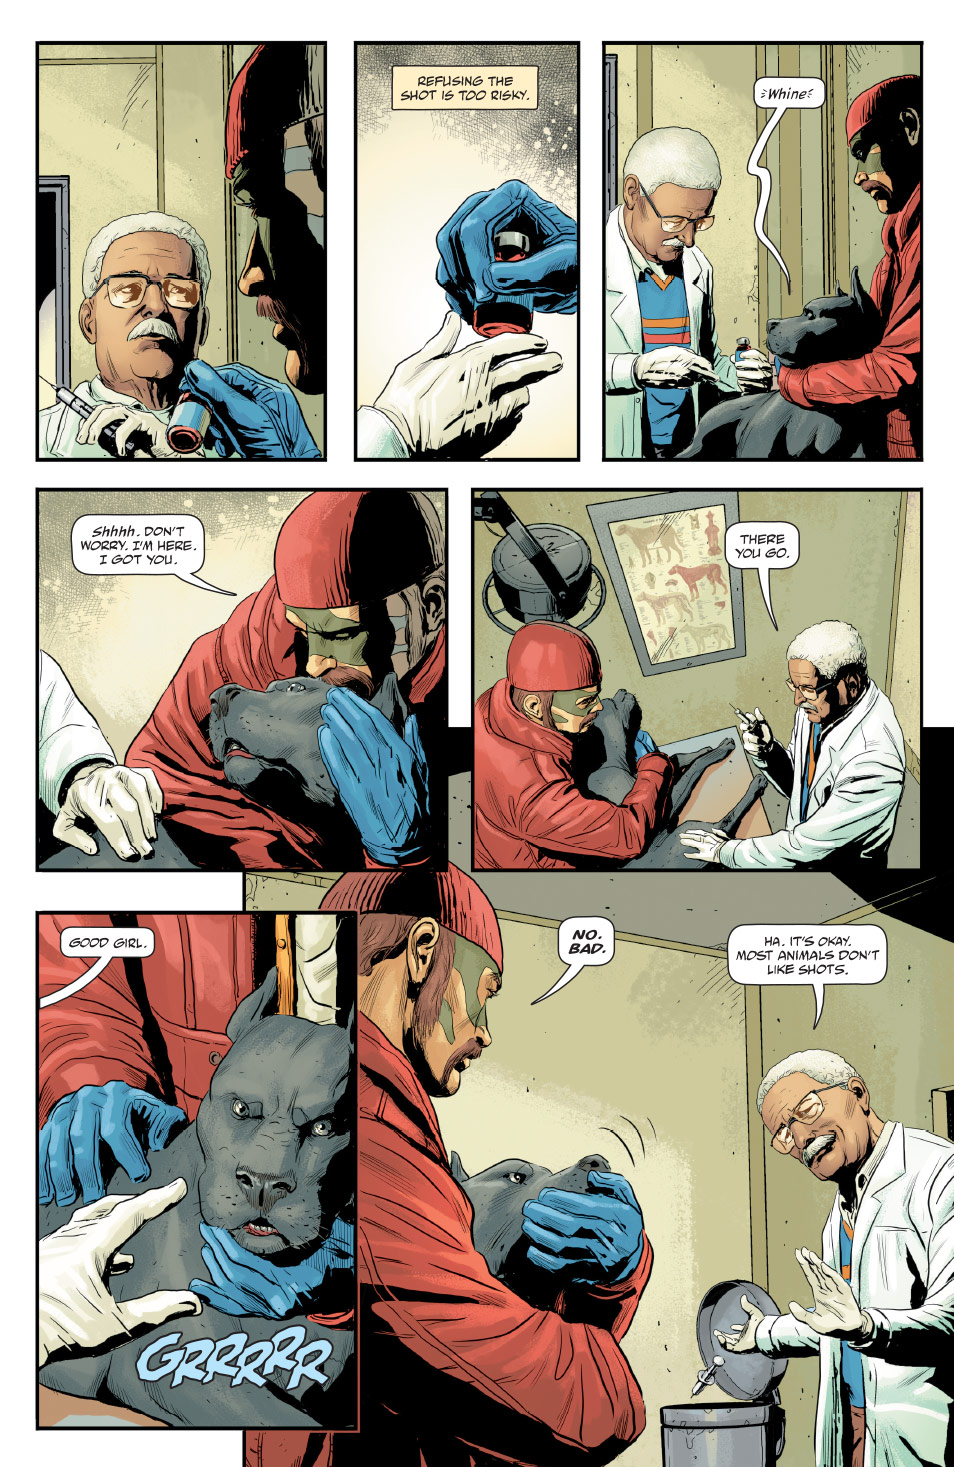 REFUSING THE
SHOT IS TOO RISKY.
Whine
Shhhh. DON'T
WORRY. I'M HERE.
I GOT YOU.
THERE
YOU GO.
GOOD GIRL.
GRRRRR
NO.
BAD.
HA. IT'S OKAY.
MOST ANIMALS DON'T
LIKE SHOTS.